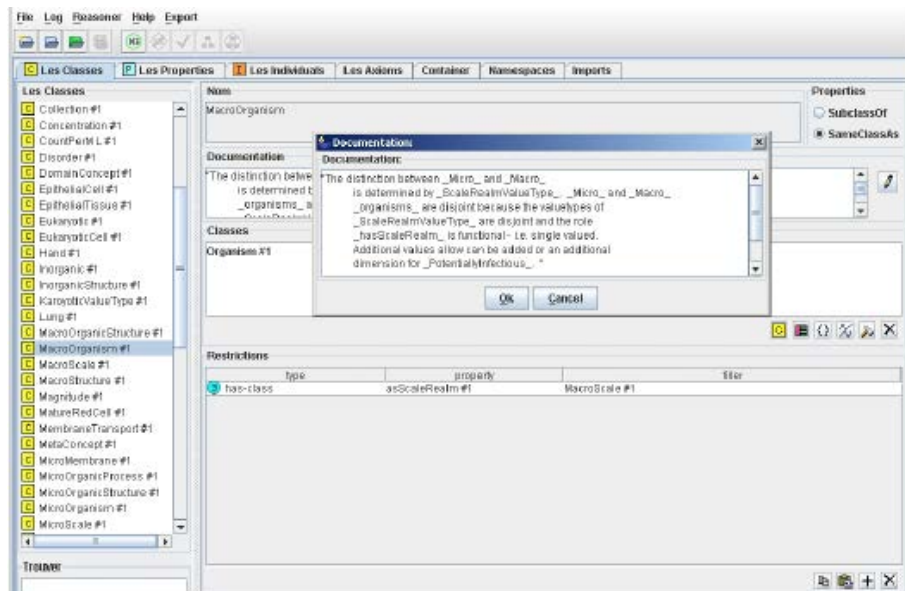 File Log Reasoner Help Export
Les Classes Les Properties Les Individuals Les Axioms Container Namespaces Imports
Les Classes
Collection #1
Concentration #1
CountPerML #1
Disorder #1
DomainConcept #1
EpithelialCell #1
EpithelialTissue #1
Eukaryotic #1
EukaryoticCell #1
Hand #1
Inorganic #1
InorganicStructure #1
KaroyoticValueType #1
Lung #1
MacroOrganicStructure #1
MacroOrganism #1
MacroScale #1
MacroStructure #1
Magnitude #1
MatureRedCell #1
MembraneTransport #1
MetaConcept #1
MicroMembrane #1
MicroOrganicProcess #1
MicroOrganicStructure #1
MicroOrganism #1
MicroScale #1
Trouver
Nom
MacroOrganism
Properties
SubclassOf
SameClassAs
Documentation
"The distinction betwe
is determined b
_organisms_ a
Classes
Organism #1
Documentation:
Documentation:
"The distinction between _Micro_ and _Macro_
is determined by _ScaleRealmValueType_. _Micro_ and _Macro_
_organisms_ are disjoint because the valuetypes of
_ScaleRealmValueType_ are disjoint and the role
_hasScaleRealm_ is functional- i.e. single valued.
Additional values allow can be added or an additional
dimension for _PotentiallyInfectious_. "
Ok Cancel
Restrictions
type property filler
has-class asScaleRealm #1 MacroScale #1